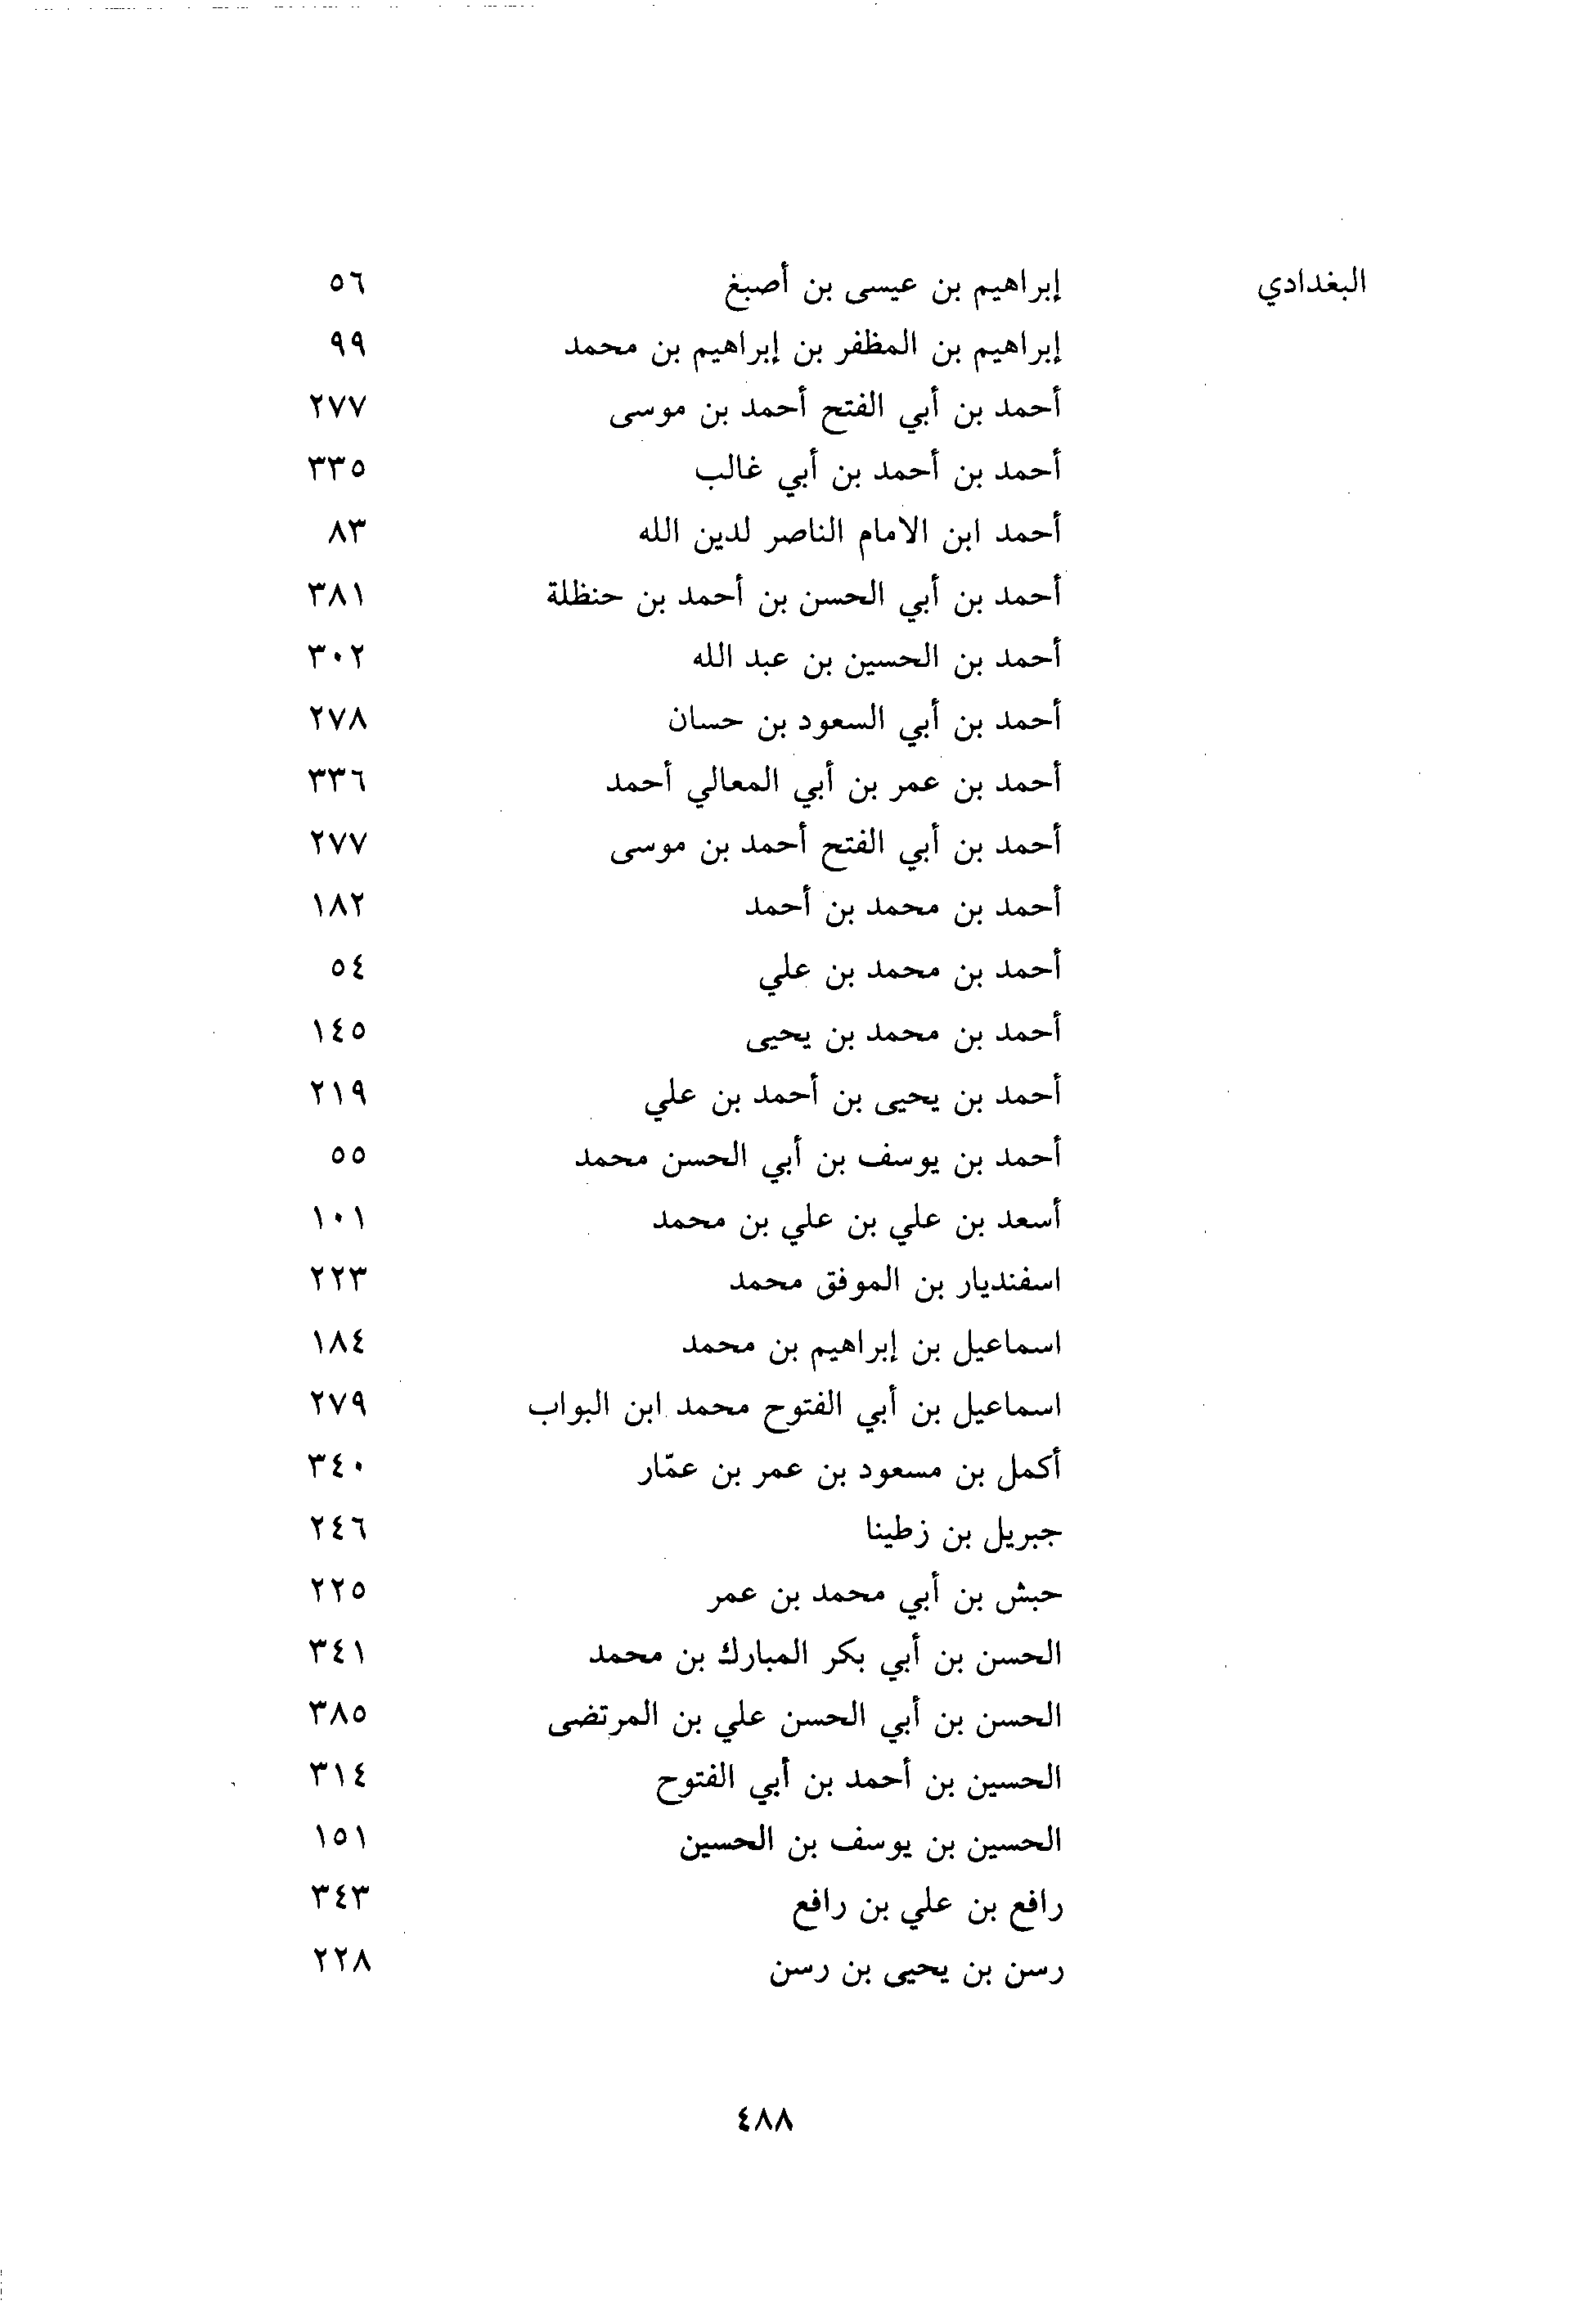 البغدادي إبراهيم بن عيسى بن أصبغ ٥٦
إبراهيم بن المظفر بن إبراهيم بن محمد ٩٩
أحمد بن أبي الفتح أحمد بن موسى ٢٧٧
أحمد بن أحمد بن أبي غالب ٣٣٥
أحمد ابن الامام الناصر لدين الله ٨٣
أحمد بن أبي الحسن بن أحمد بن حنظلة ٣٨١
أحمد بن الحسين بن عبد الله ٣٠٢
أحمد بن أبي السعود بن حسان ٢٧٨
أحمد بن عمر بن أبي المعالي أحمد ٣٣٦
أحمد بن أبي الفتح أحمد بن موسى ٢٧٧
أحمد بن محمد بن أحمد ١٨٢
أحمد بن محمد بن علي ٥٤
أحمد بن محمد بن يحيى ١٤٥
أحمد بن يحيى بن أحمد بن علي ٢١٩
أحمد بن يوسف بن أبي الحسن محمد ٥٥
أسعد بن علي بن علي بن محمد ١٠١
اسفنديار بن الموفق محمد ٢٢٣
اسماعيل بن إبراهيم بن محمد ١٨٤
اسماعيل بن أبي الفتوح محمد ابن البواب ٢٧٩
أكمل بن مسعود بن عمر بن عمّار ٣٤٠
جبريل بن زطينا ٢٤٦
حبش بن أبي محمد بن عمر ٢٢٥
الحسن بن أبي بكر المبارك بن محمد ٣٤١
الحسن بن أبي الحسن علي بن المرتضى ٣٨٥
الحسين بن أحمد بن أبي الفتوح ٣١٤
الحسين بن يوسف بن الحسين ١٥١
رافع بن علي بن رافع ٣٤٣
رسن بن يحيى بن رسن ٢٢٨
٤٨٨